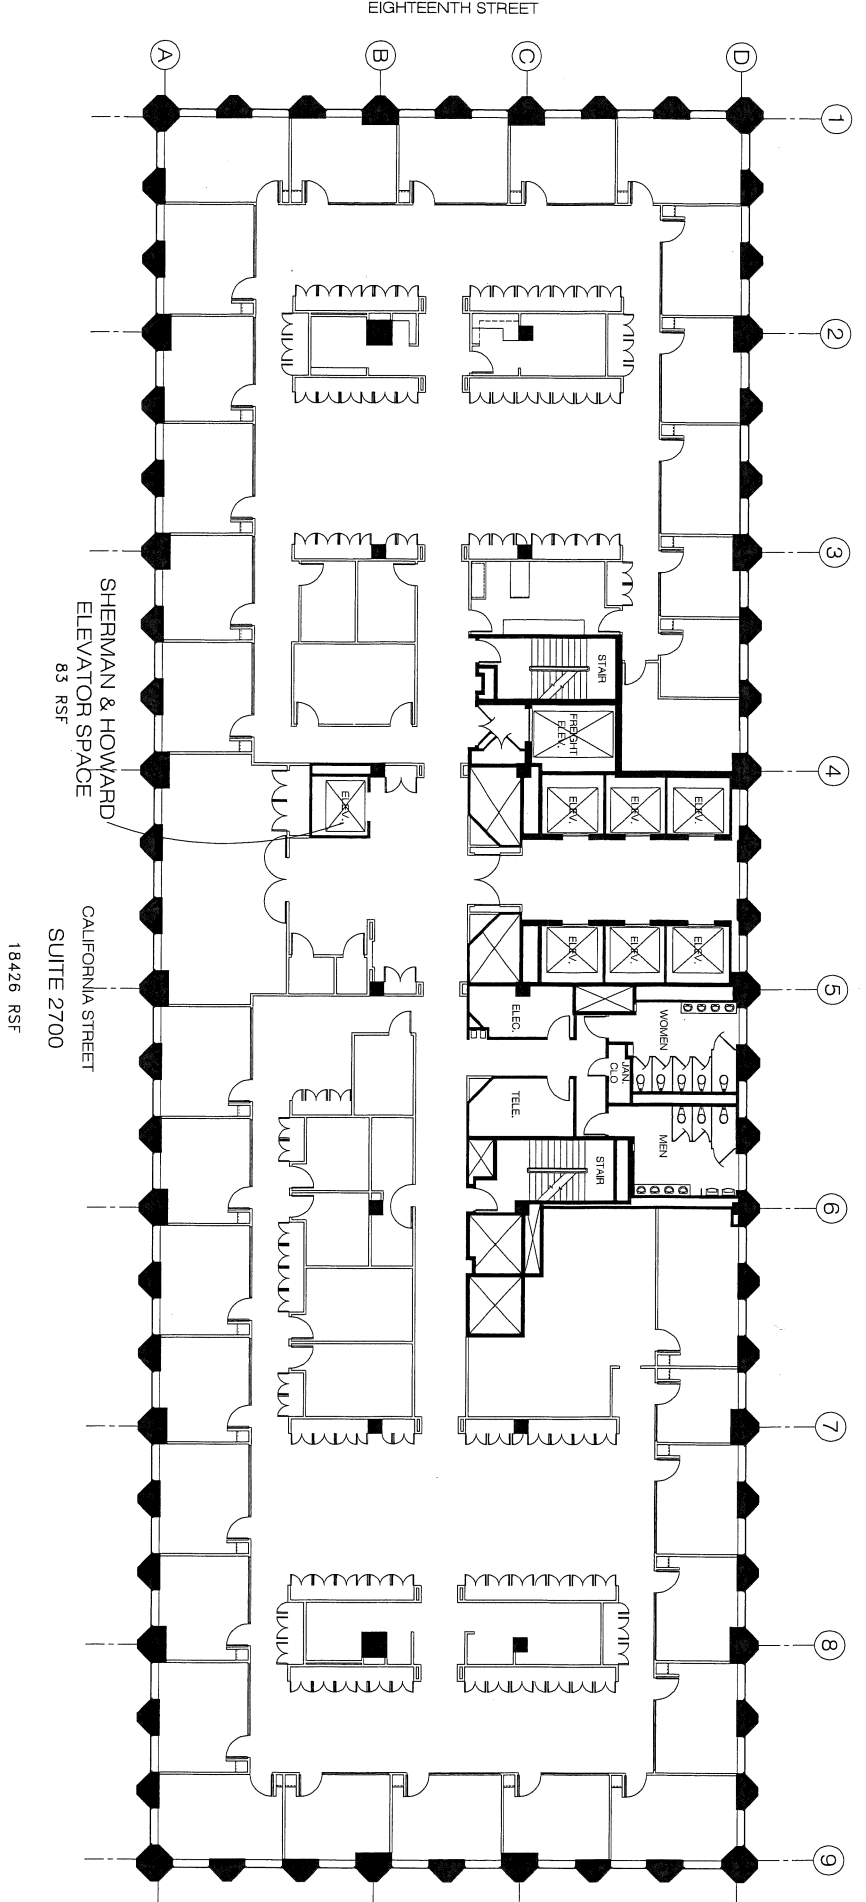 EIGHTEENTH STREET
A
B
C
D
1
2
3
4
5
6
7
8
9
STAIR
FREIGHT
ELEV.
ELEV.
ELEV.
ELEV.
ELEV.
SHERMAN & HOWARD
ELEVATOR SPACE
83 RSF
ELEV.
ELEV.
ELEV.
ELEC.
WOMEN
JAN.
CLO
TELE.
MEN
STAIR
CALIFORNIA STREET
SUITE 2700
18426 RSF